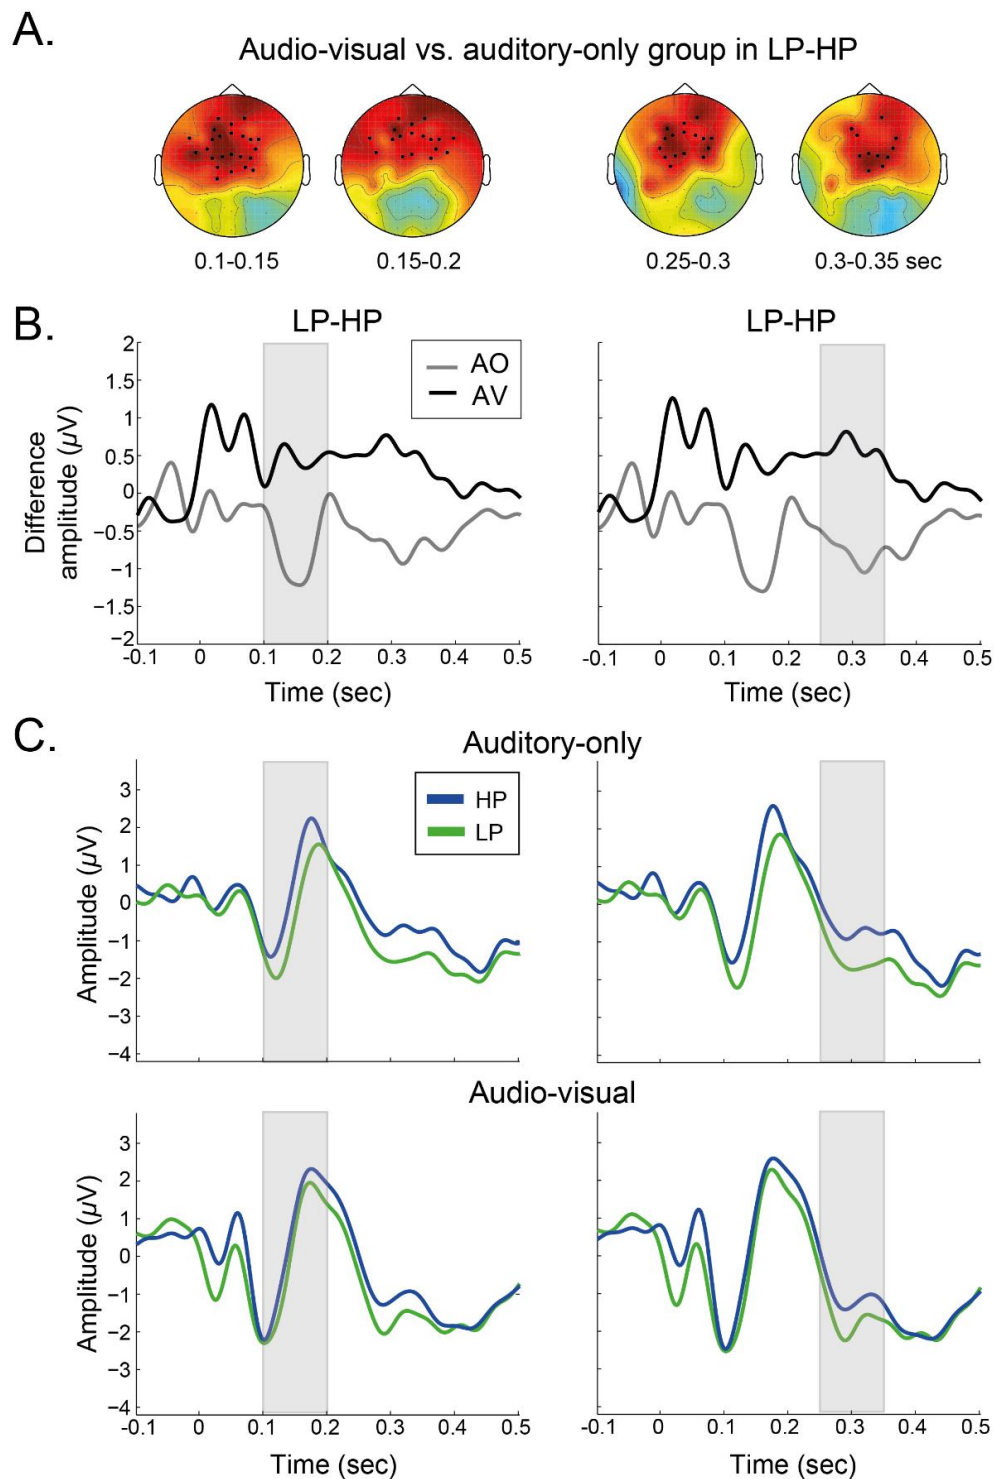 A.
Audio-visual vs. auditory-only group in LP-HP
0.1-0.15
0.15-0.2
0.25-0.3
0.3-0.35 sec
B.
LP-HP
LP-HP
AO
AV
Difference
amplitude (µV)
2
1.5
1
0.5
0
−0.5
−1
−1.5
−2
-0.1 0 0.1 0.2 0.3 0.4 0.5
-0.1 0 0.1 0.2 0.3 0.4 0.5
Time (sec)
Time (sec)
C.
Auditory-only
HP
LP
Amplitude (µV)
3
2
1
0
−1
−2
−3
−4
Audio-visual
Amplitude (µV)
3
2
1
0
−1
−2
−3
−4
-0.1 0 0.1 0.2 0.3 0.4 0.5
-0.1 0 0.1 0.2 0.3 0.4 0.5
Time (sec)
Time (sec)